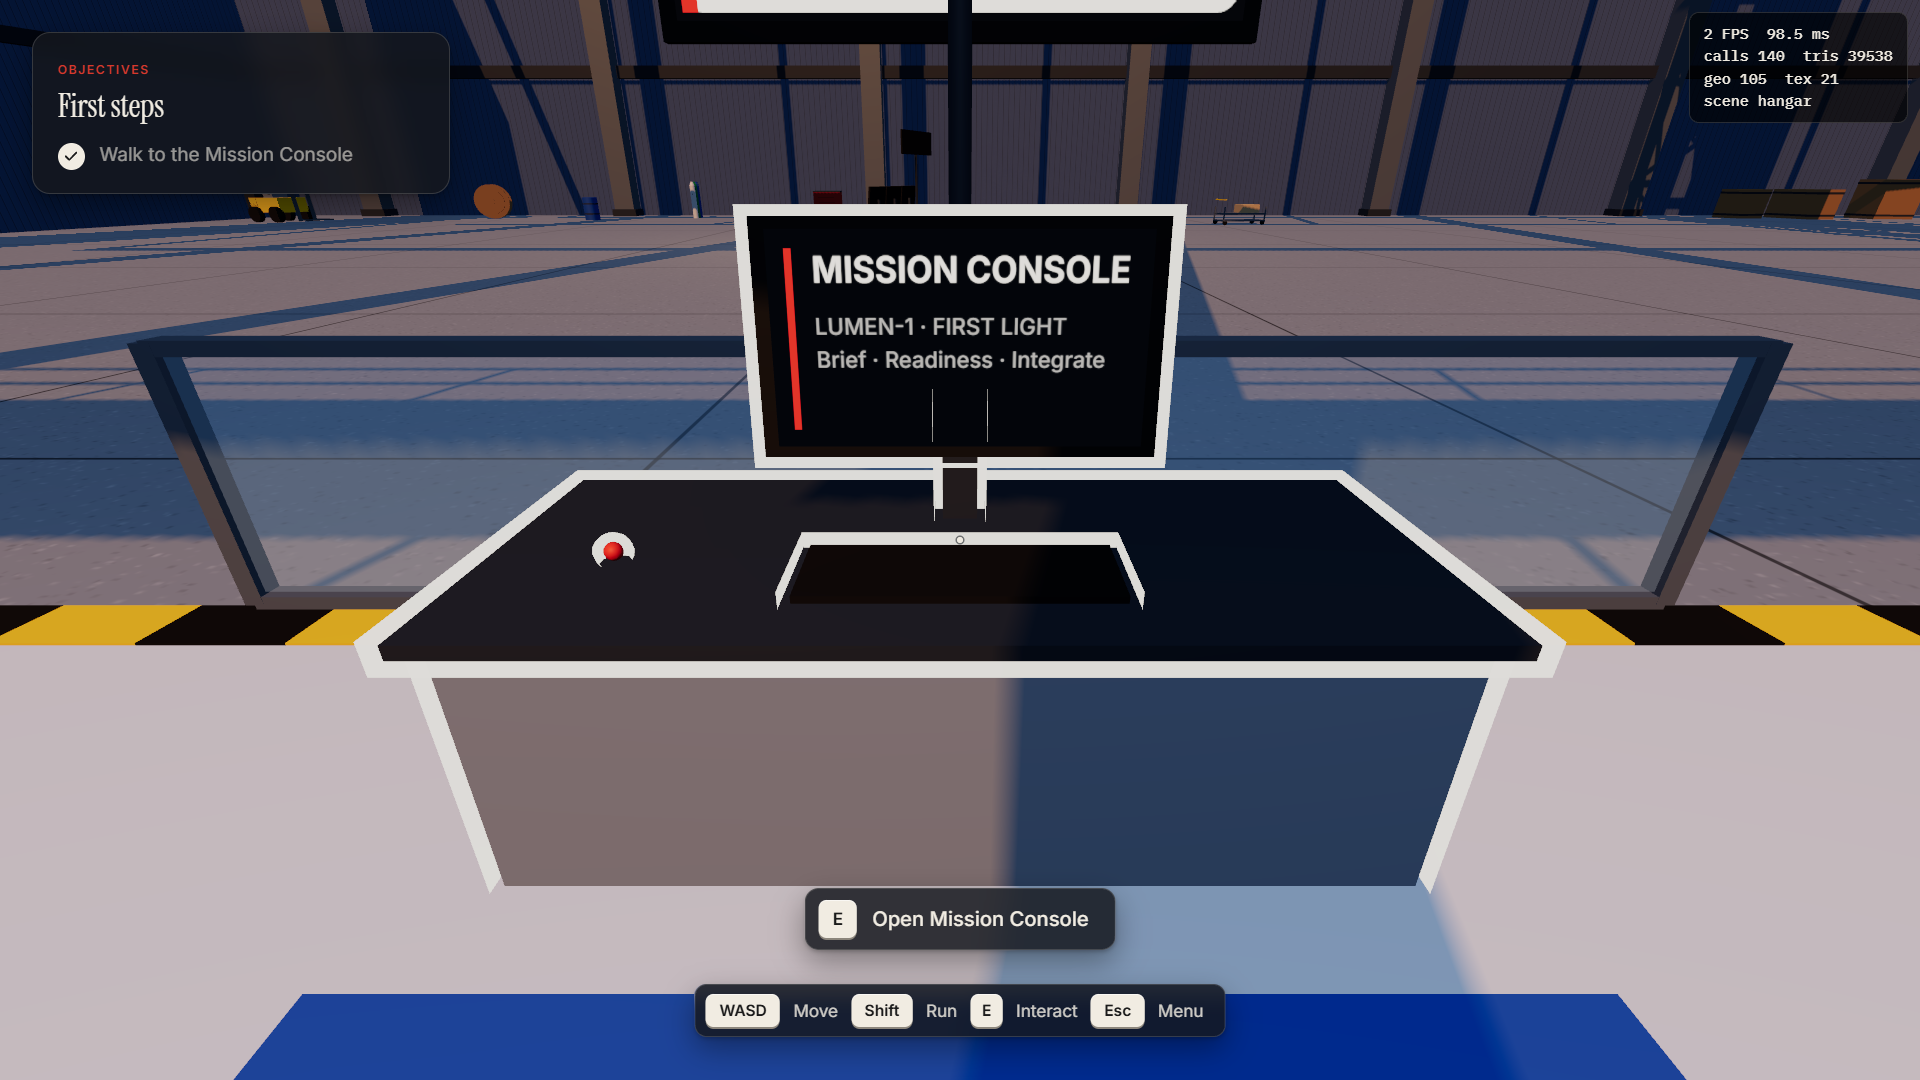 OBJECTIVES
First steps
Walk to the Mission Console
2 FPS 98.5 ms
calls 140 tris 39538
geo 105 tex 21
scene hangar
MISSION CONSOLE
LUMEN-1 · FIRST LIGHT
Brief · Readiness · Integrate
E Open Mission Console
WASD Move Shift Run E Interact Esc Menu